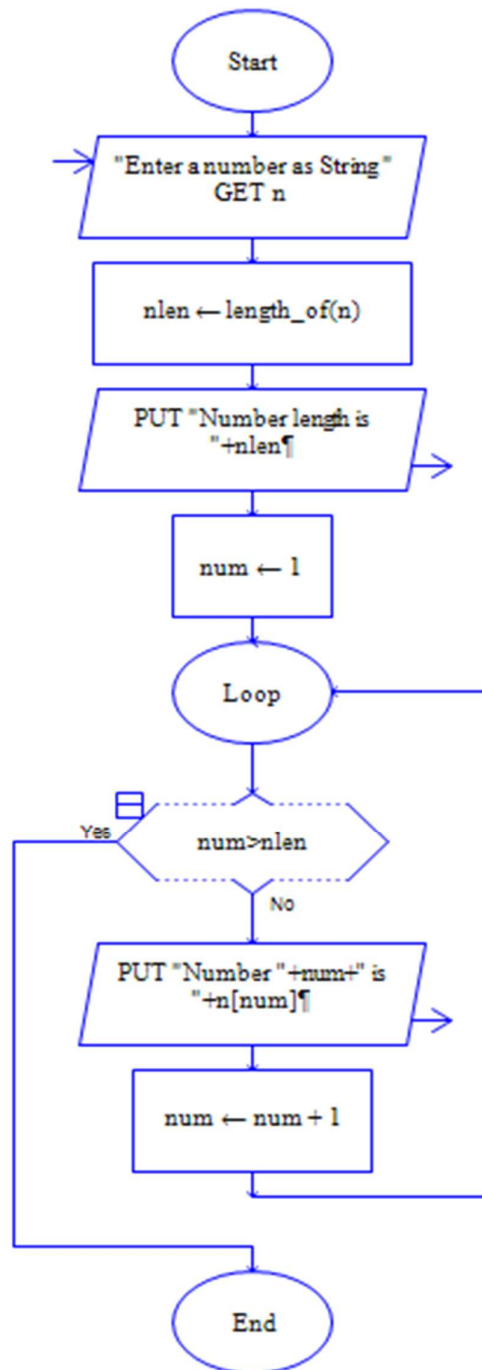 Start
"Enter a number as String"
GET n
nlen ← length_of(n)
PUT "Number length is
"+nlen¶
num ← 1
Loop
Yes
num>nlen
No
PUT "Number "+num+" is
"+n[num]¶
num ← num + 1
End